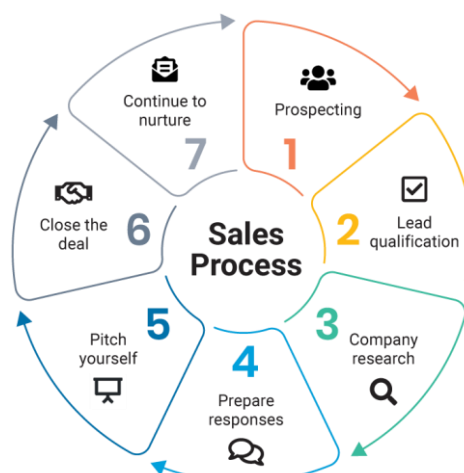 Sales
Process
1
Prospecting
2
Lead
qualification
3
Company
research
4
Prepare
responses
5
Pitch
yourself
6
Close the
deal
7
Continue to
nurture